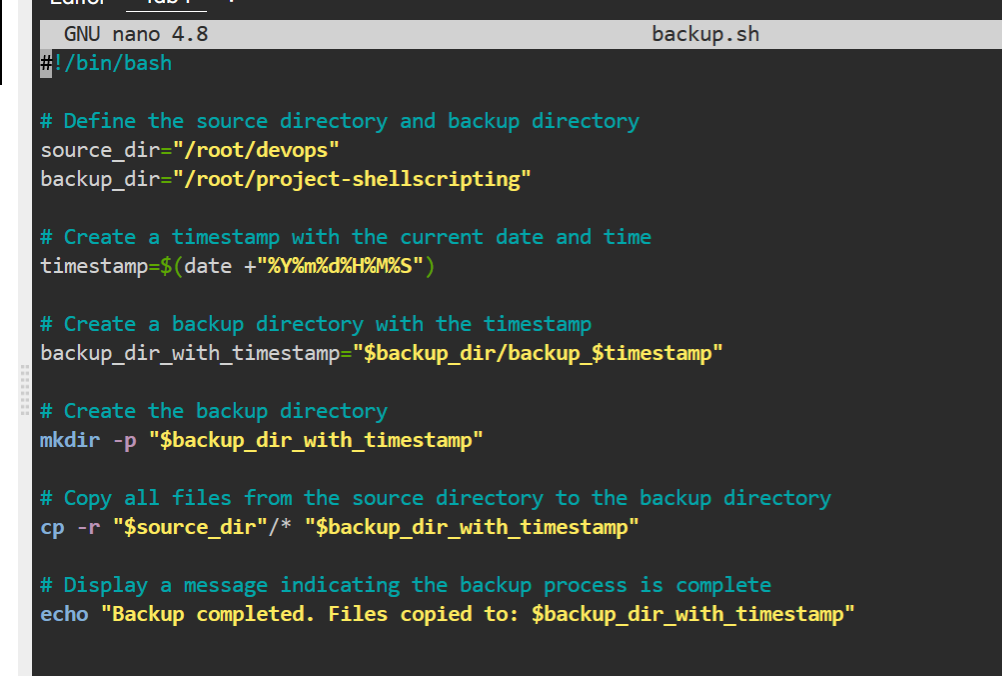 GNU nano 4.8 backup.sh
#!/bin/bash
# Define the source directory and backup directory
source_dir="/root/devops"
backup_dir="/root/project-shellscripting"
# Create a timestamp with the current date and time
timestamp=$(date +"%Y%m%d%H%M%S")
# Create a backup directory with the timestamp
backup_dir_with_timestamp="$backup_dir/backup_$timestamp"
# Create the backup directory
mkdir -p "$backup_dir_with_timestamp"
# Copy all files from the source directory to the backup directory
cp -r "$source_dir"/* "$backup_dir_with_timestamp"
# Display a message indicating the backup process is complete
echo "Backup completed. Files copied to: $backup_dir_with_timestamp"